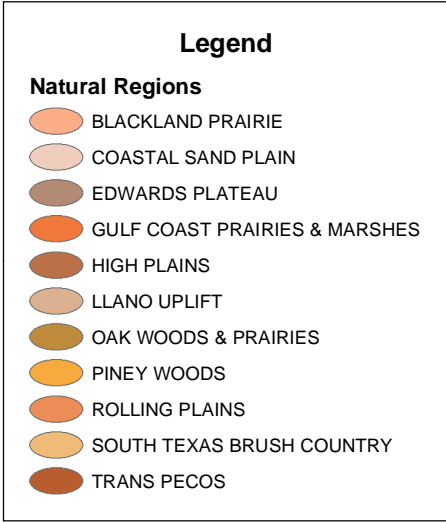 Legend
Natural Regions
BLACKLAND PRAIRIE
COASTAL SAND PLAIN
EDWARDS PLATEAU
GULF COAST PRAIRIES & MARSHES
HIGH PLAINS
LLANO UPLIFT
OAK WOODS & PRAIRIES
PINEY WOODS
ROLLING PLAINS
SOUTH TEXAS BRUSH COUNTRY
TRANS PECOS